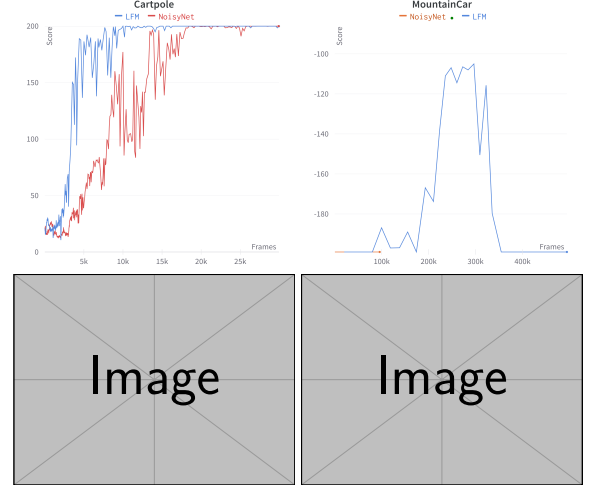 Cartpole
LFM NoisyNet
Score
200
150
100
50
0
5k 10k 15k 20k 25k
Frames
MountainCar
NoisyNet LFM
Score
-100
-120
-140
-160
-180
100k 200k 300k 400k
Frames
Image
Image